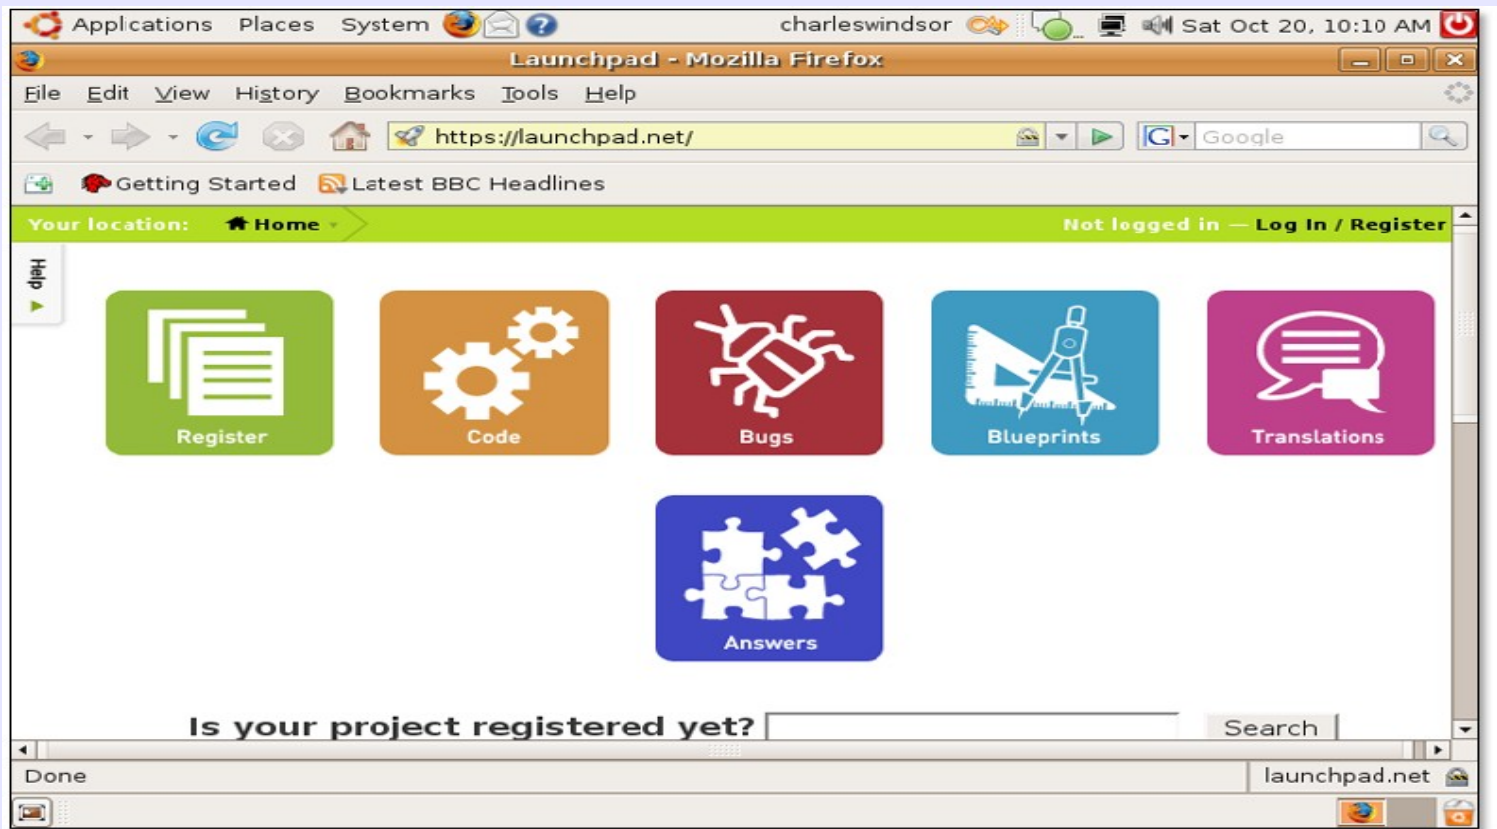 Applications Places System charleswindsor Sat Oct 20, 10:10 AM
Launchpad - Mozilla Firefox
File Edit View History Bookmarks Tools Help
https://launchpad.net/ G Google
Getting Started Latest BBC Headlines
Your location: Home Not logged in — Log In / Register
Help
Register Code Bugs Blueprints Translations
Answers
Is your project registered yet? Search
Done launchpad.net